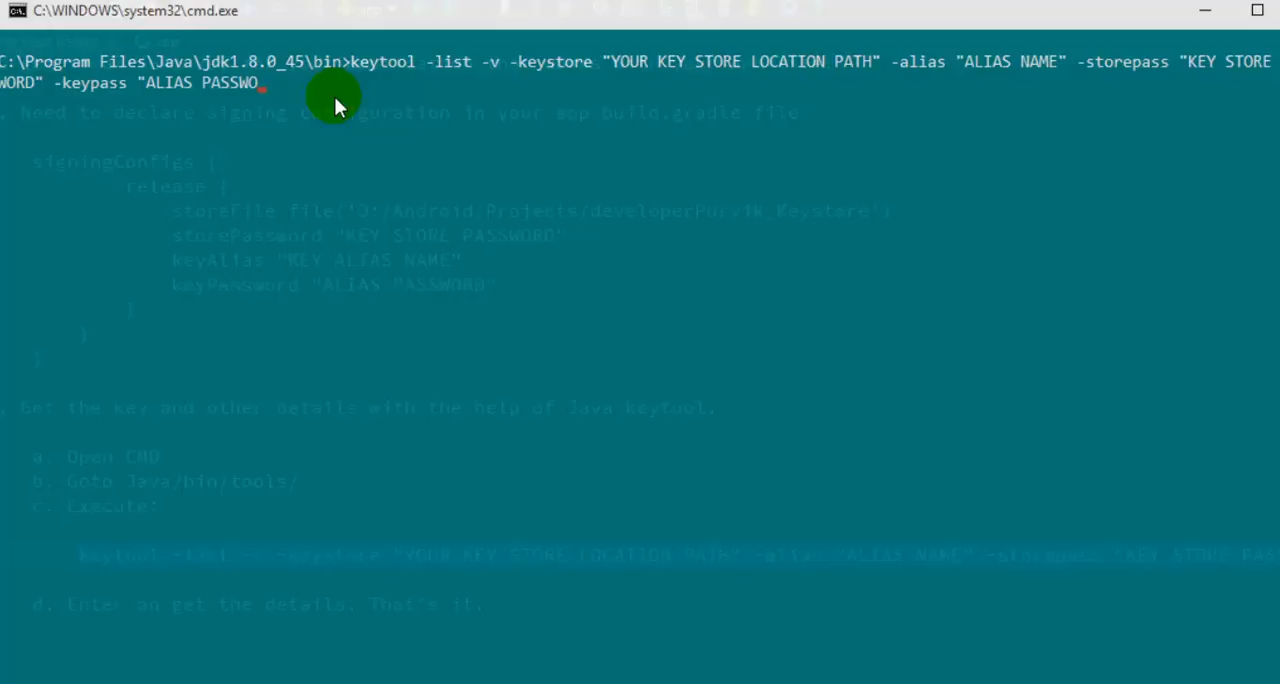 C:\WINDOWS\system32\cmd.exe
C:\Program Files\Java\jdk1.8.0_45\bin>keytool -list -v -keystore "YOUR KEY STORE LOCATION PATH" -alias "ALIAS NAME" -storepass "KEY STORE
WORD" -keypass "ALIAS PASSWO
. Need to declare signing configuration in your app build.gradle file
signingConfigs {
release {
storeFile file('D:/Android Projects/developerPurvik Keystore')
storePassword "KEY STORE PASSWORD"
keyAlias "KEY ALIAS NAME"
keyPassword "ALIAS PASSWORD"
}
}
}
. Get the key and other details with the help of Java keytool.
a. Open CMD
b. Goto Java/bin/tools/
c. Execute:
keytool -list -v -keystore "YOUR KEY STORE LOCATION PATH" -alias "ALIAS NAME" -storepass "KEY STORE PAS
d. Enter an get the details. That's it.